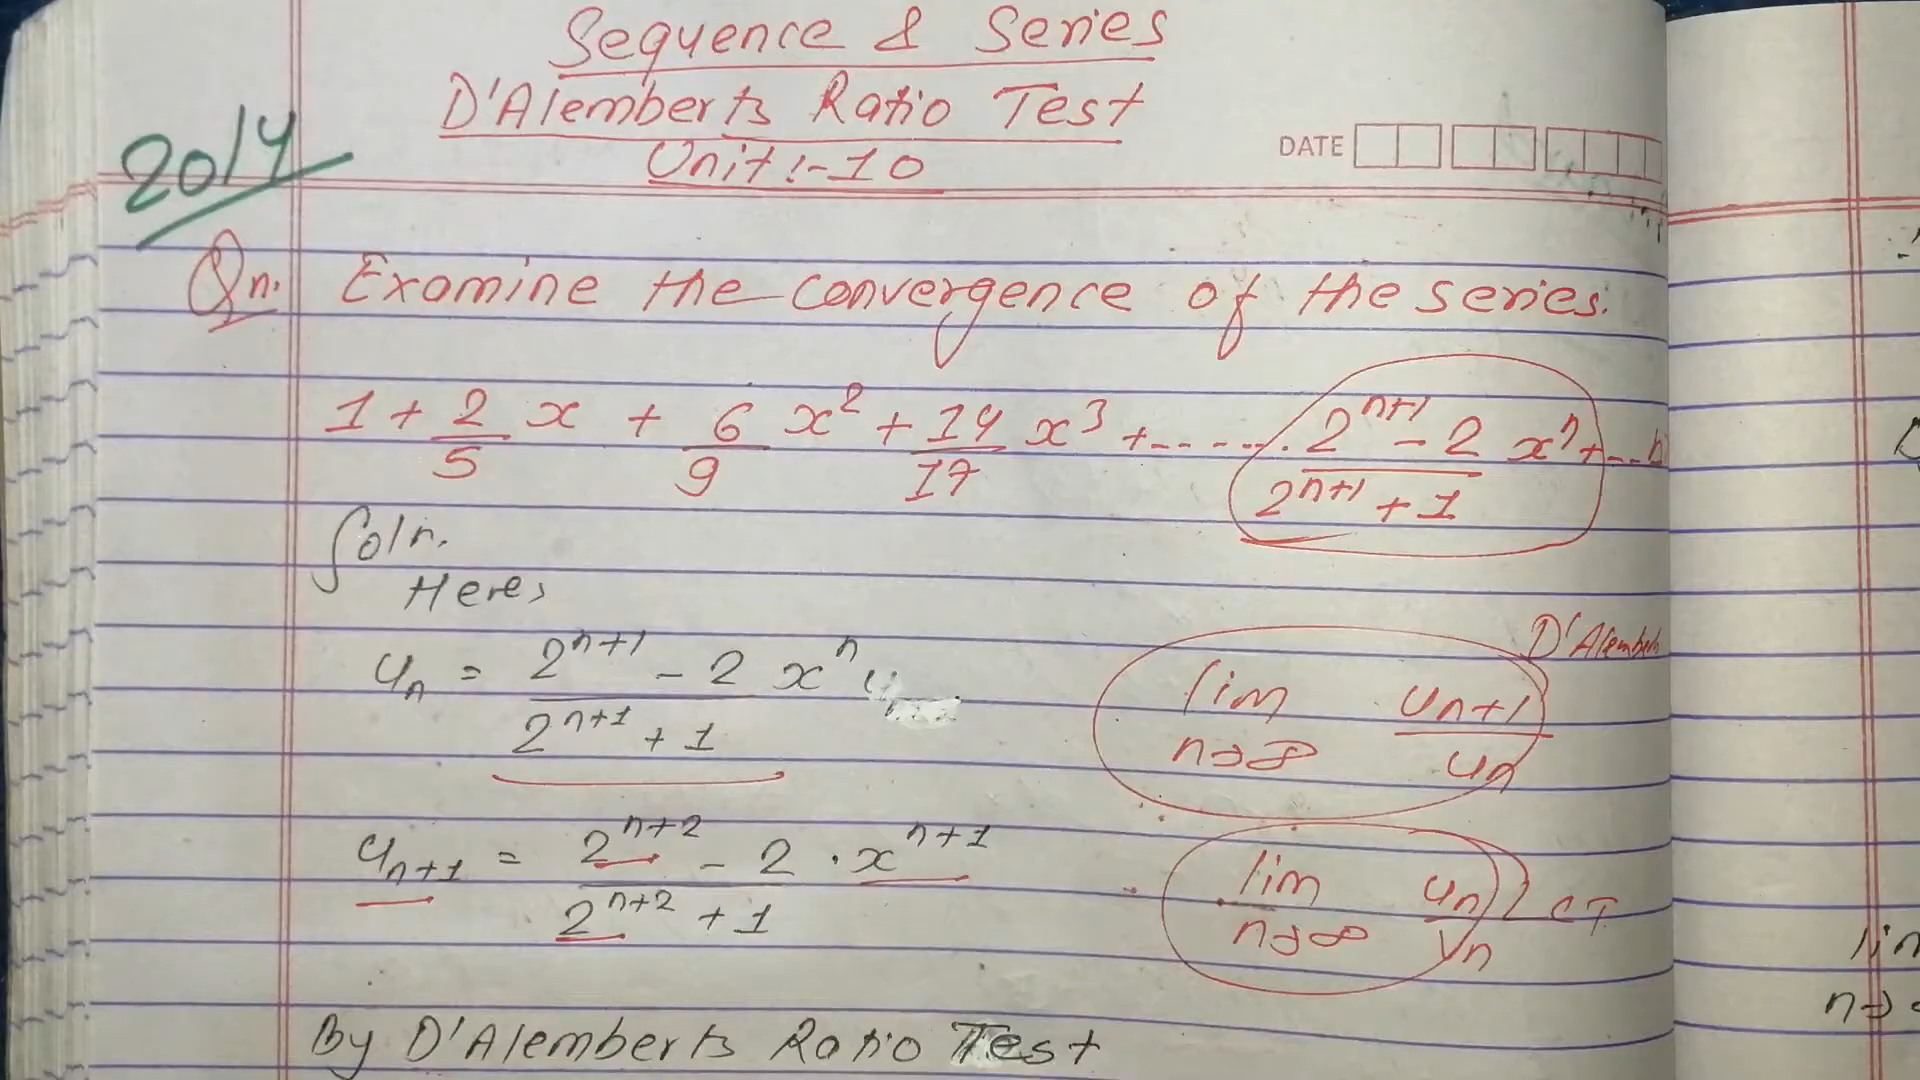 Sequence & Series
D'Alemberts Ratio Test
Unit :- 10
2014
DATE
Qn. Examine the convergence of the series.
1 + 2/5 x + 6/9 x² + 14/17 x³ + ...... 2^(n+1) - 2 / 2^(n+1) + 1 x^n + ...
Soln.
Here,
u_n = 2^(n+1) - 2 / 2^(n+1) + 1 x^n
D'Alemberts
lim n→∞ u_(n+1) / u_n
u_(n+1) = 2^(n+2) - 2 / 2^(n+2) + 1 · x^(n+1)
lim n→∞ u_n / v_n CT
By D'Alemberts Ratio Test
lim
n→